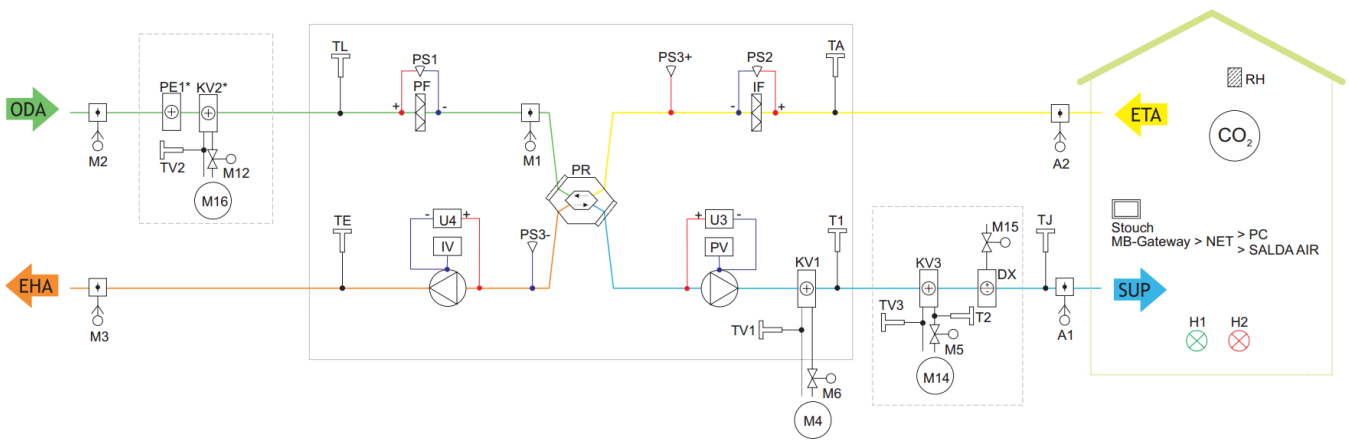 TL
PS1
PS3+
PS2
TA
PE1*
KV2*
PF
IF
RH
+
-
-
+
ODA
ETA
CO2
M2
M1
A2
TV2
M12
PR
M16
TE
-
U4
+
PS3-
+
U3
-
T1
M15
TJ
Stouch
MB-Gateway > NET > PC
> SALDA AIR
IV
PV
KV1
KV3
DX
EHA
SUP
TV3
T2
H1
H2
M3
TV1
M5
A1
M14
M6
M4